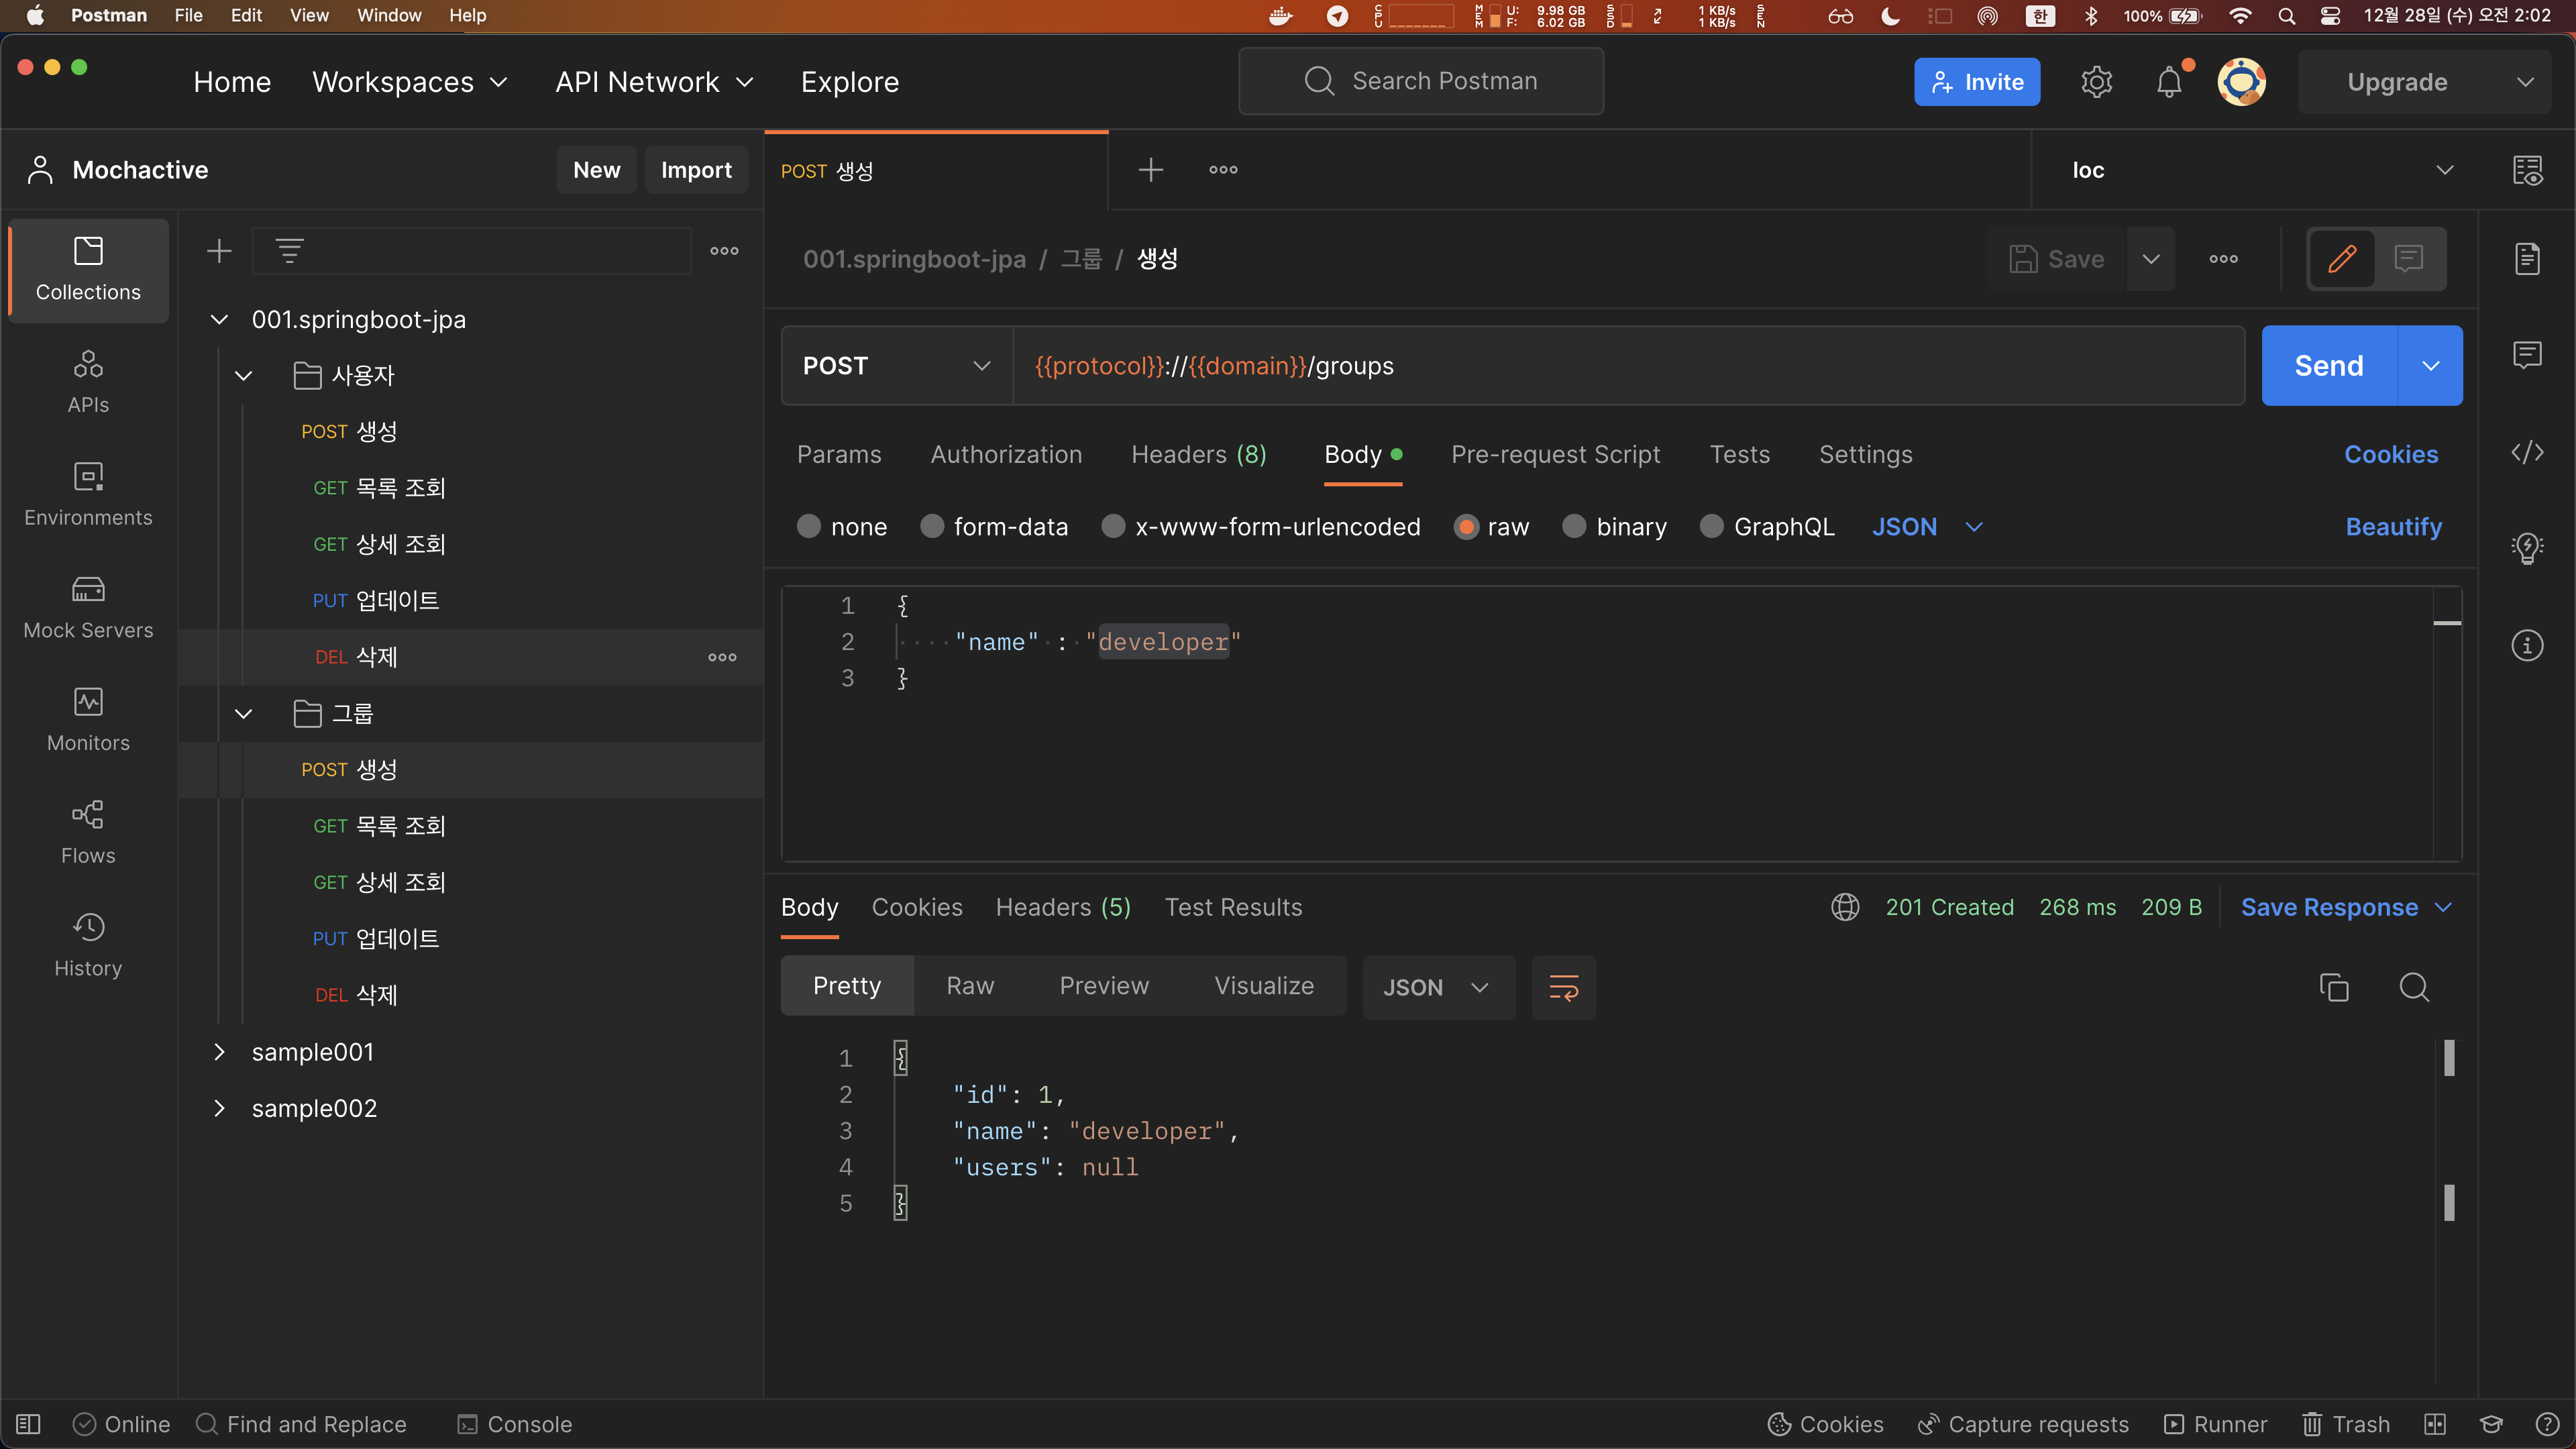 Postman File Edit View Window Help
CPU MEM U: 9.98 GB F: 6.02 GB SSD 1 KB/s 1 KB/s SEN 한 100% 12월 28일 (수) 오전 2:02
Home Workspaces API Network Explore Search Postman Invite Upgrade
Mochactive New Import
POST 생성
loc
Collections
APIs
Environments
Mock Servers
Monitors
Flows
History
001.springboot-jpa
사용자
POST 생성
GET 목록 조회
GET 상세 조회
PUT 업데이트
DEL 삭제
그룹
POST 생성
GET 목록 조회
GET 상세 조회
PUT 업데이트
DEL 삭제
sample001
sample002
001.springboot-jpa / 그룹 / 생성
Save
POST {{protocol}}://{{domain}}/groups Send
Params Authorization Headers (8) Body Pre-request Script Tests Settings Cookies
none form-data x-www-form-urlencoded raw binary GraphQL JSON Beautify
1 {
2 "name" : "developer"
3 }
Body Cookies Headers (5) Test Results 201 Created 268 ms 209 B Save Response
Pretty Raw Preview Visualize JSON
1 {
2 "id": 1,
3 "name": "developer",
4 "users": null
5 }
Online Find and Replace Console Cookies Capture requests Runner Trash